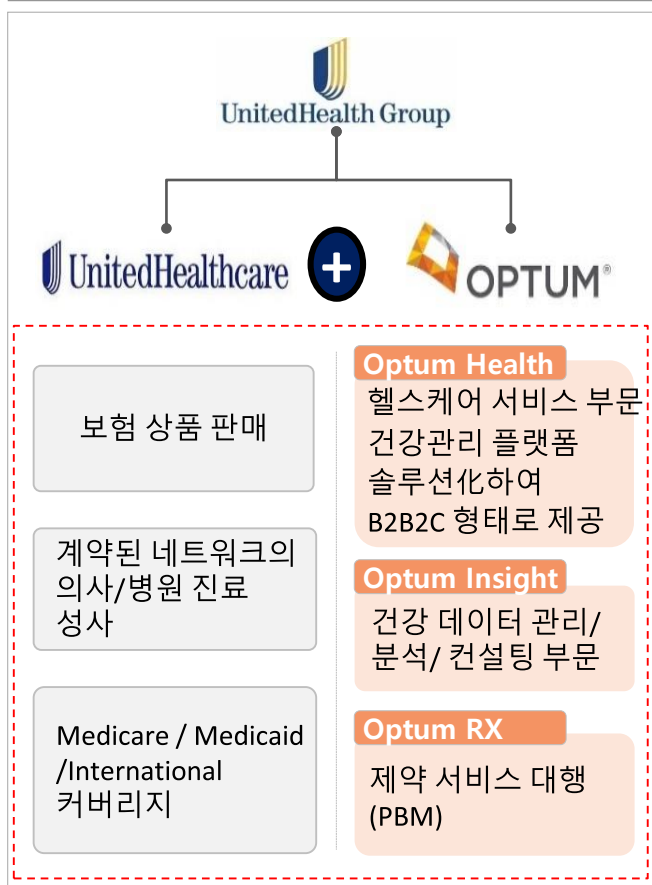 UnitedHealth Group
UnitedHealthcare
+
OPTUM®
보험 상품 판매
계약된 네트워크의
의사/병원 진료
성사
Medicare / Medicaid
/International
커버리지
Optum Health
헬스케어 서비스 부문
건강관리 플랫폼
솔루션化하여
B2B2C 형태로 제공
Optum Insight
건강 데이터 관리/
분석/ 컨설팅 부문
Optum RX
제약 서비스 대행
(PBM)